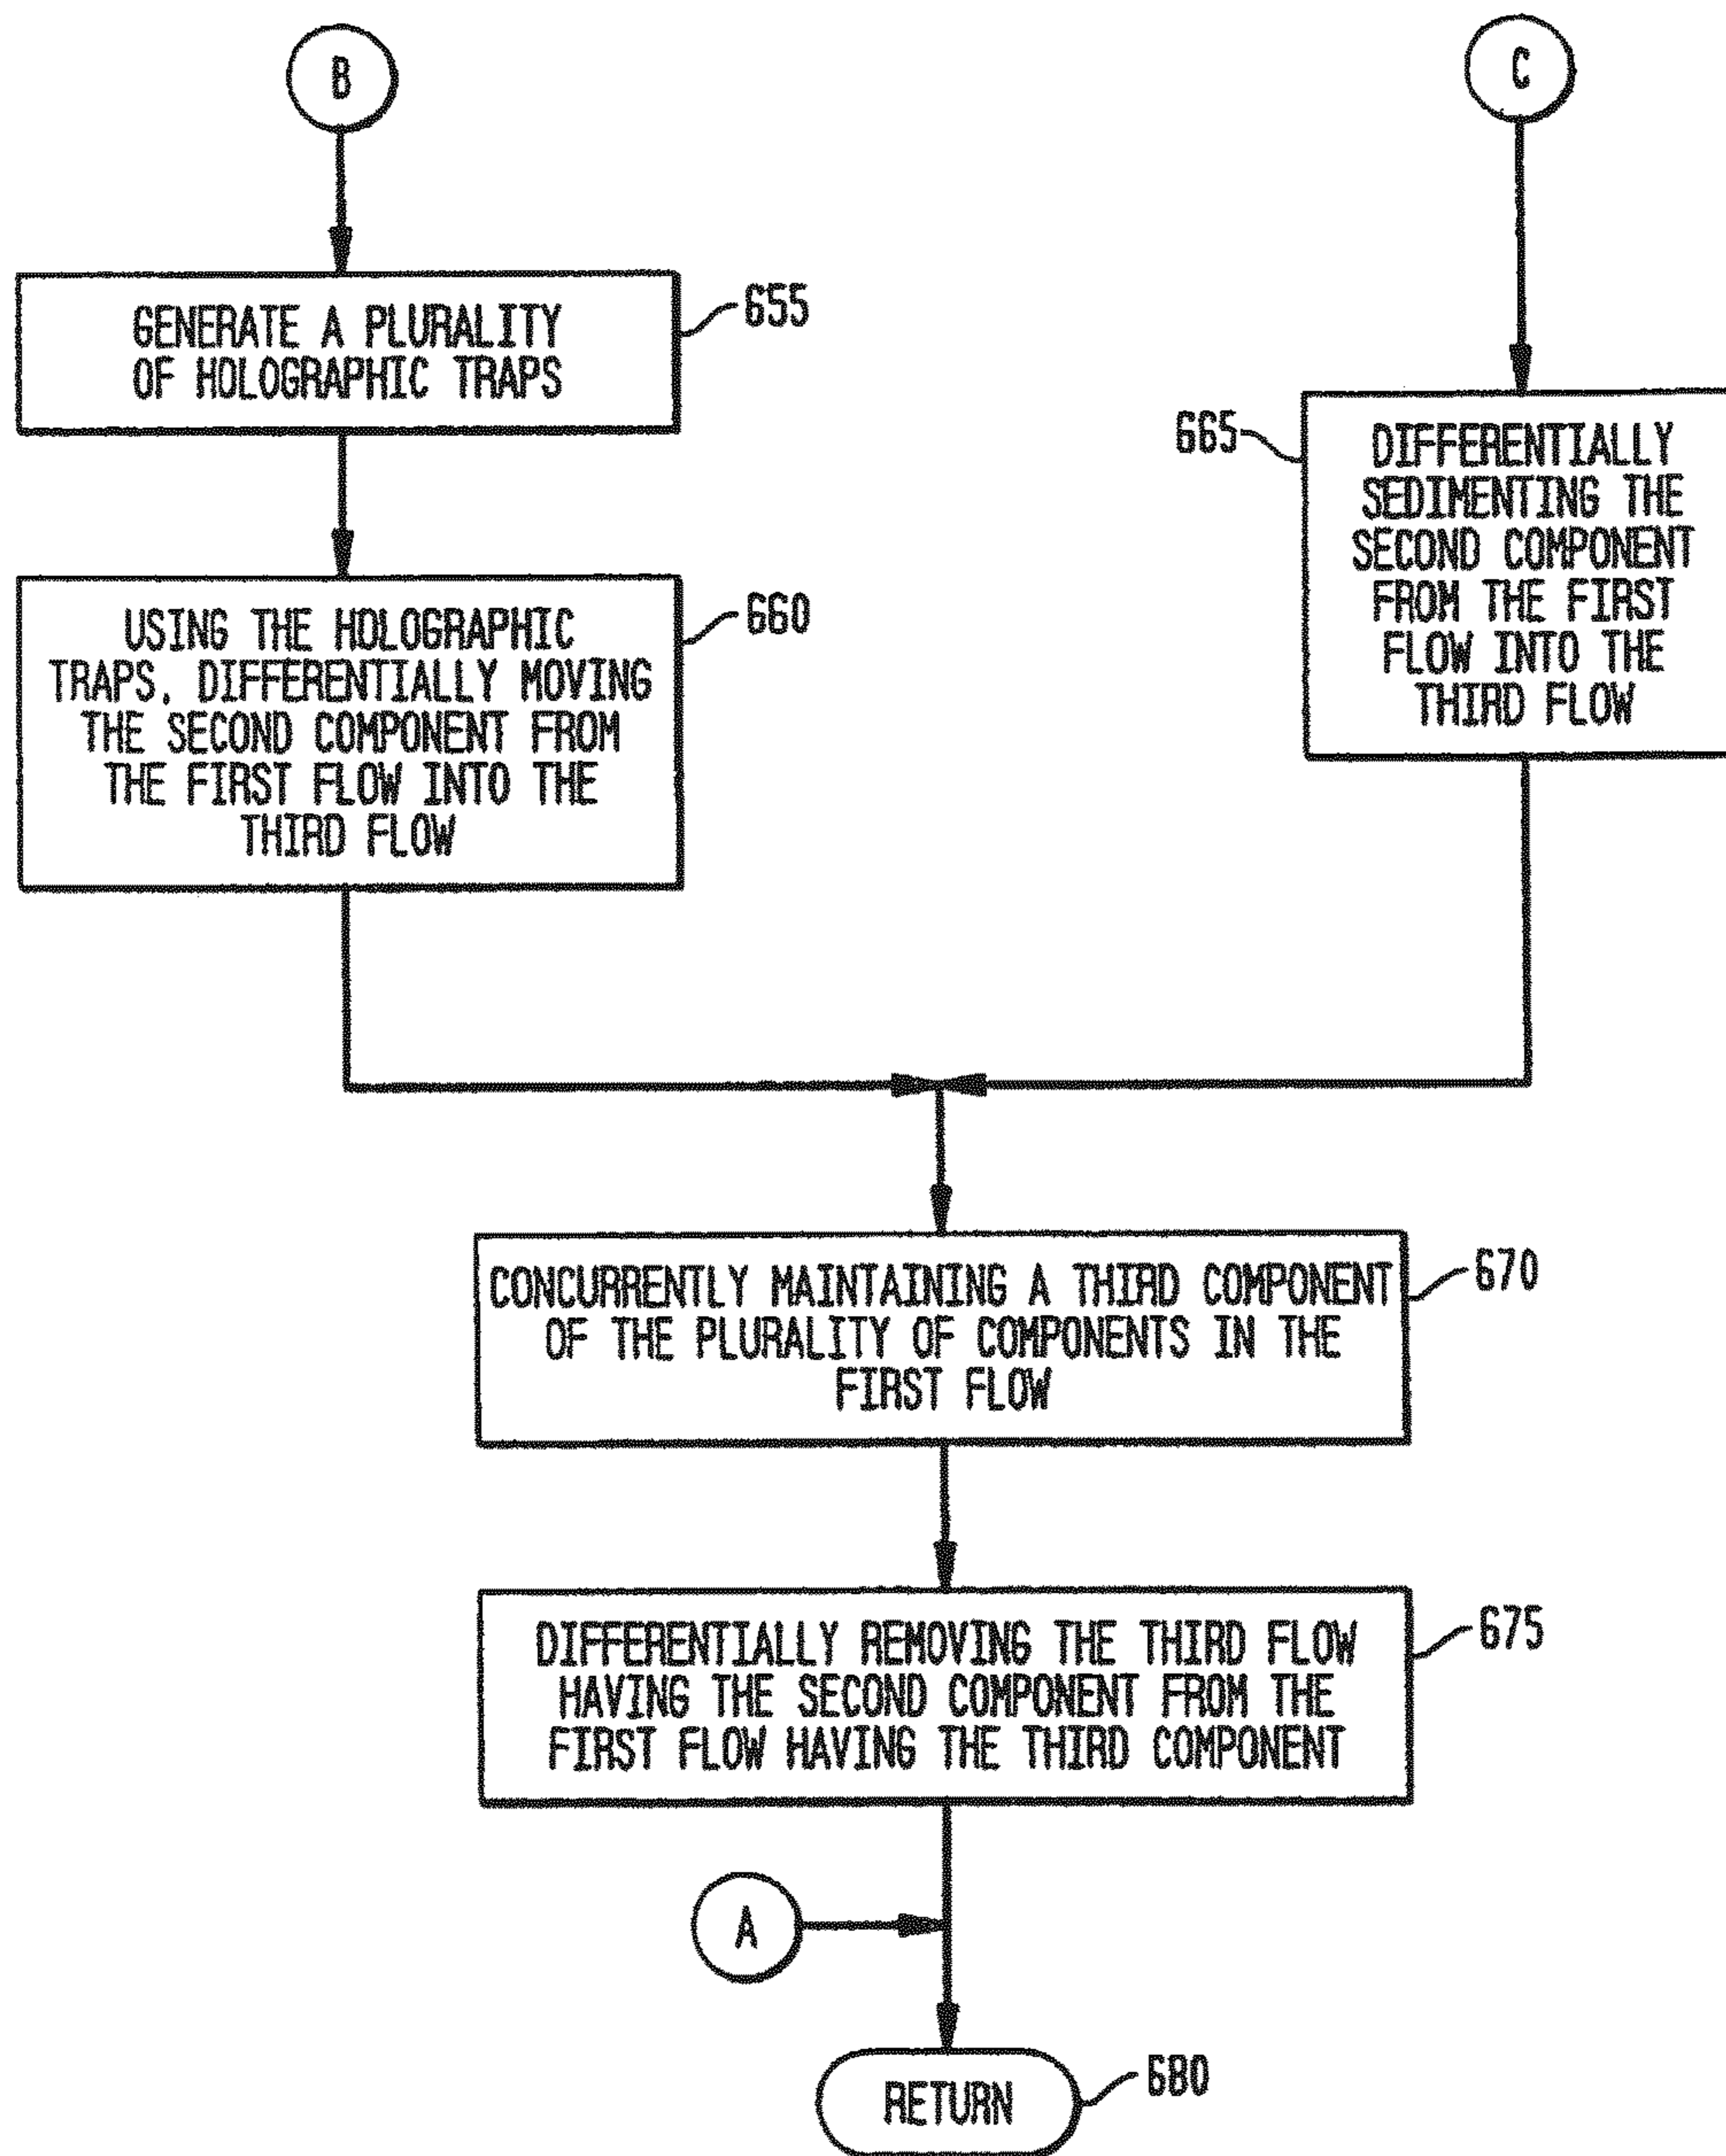 B
C
GENERATE A PLURALITY
OF HOLOGRAPHIC TRAPS
655
USING THE HOLOGRAPHIC
TRAPS, DIFFERENTIALLY MOVING
THE SECOND COMPONENT FROM
THE FIRST FLOW INTO THE
THIRD FLOW
660
665
DIFFERENTIALLY
SEDIMENTING THE
SECOND COMPONENT
FROM THE FIRST
FLOW INTO THE
THIRD FLOW
CONCURRENTLY MAINTAINING A THIRD COMPONENT
OF THE PLURALITY OF COMPONENTS IN THE
FIRST FLOW
670
DIFFERENTIALLY REMOVING THE THIRD FLOW
HAVING THE SECOND COMPONENT FROM THE
FIRST FLOW HAVING THE THIRD COMPONENT
675
A
RETURN
680